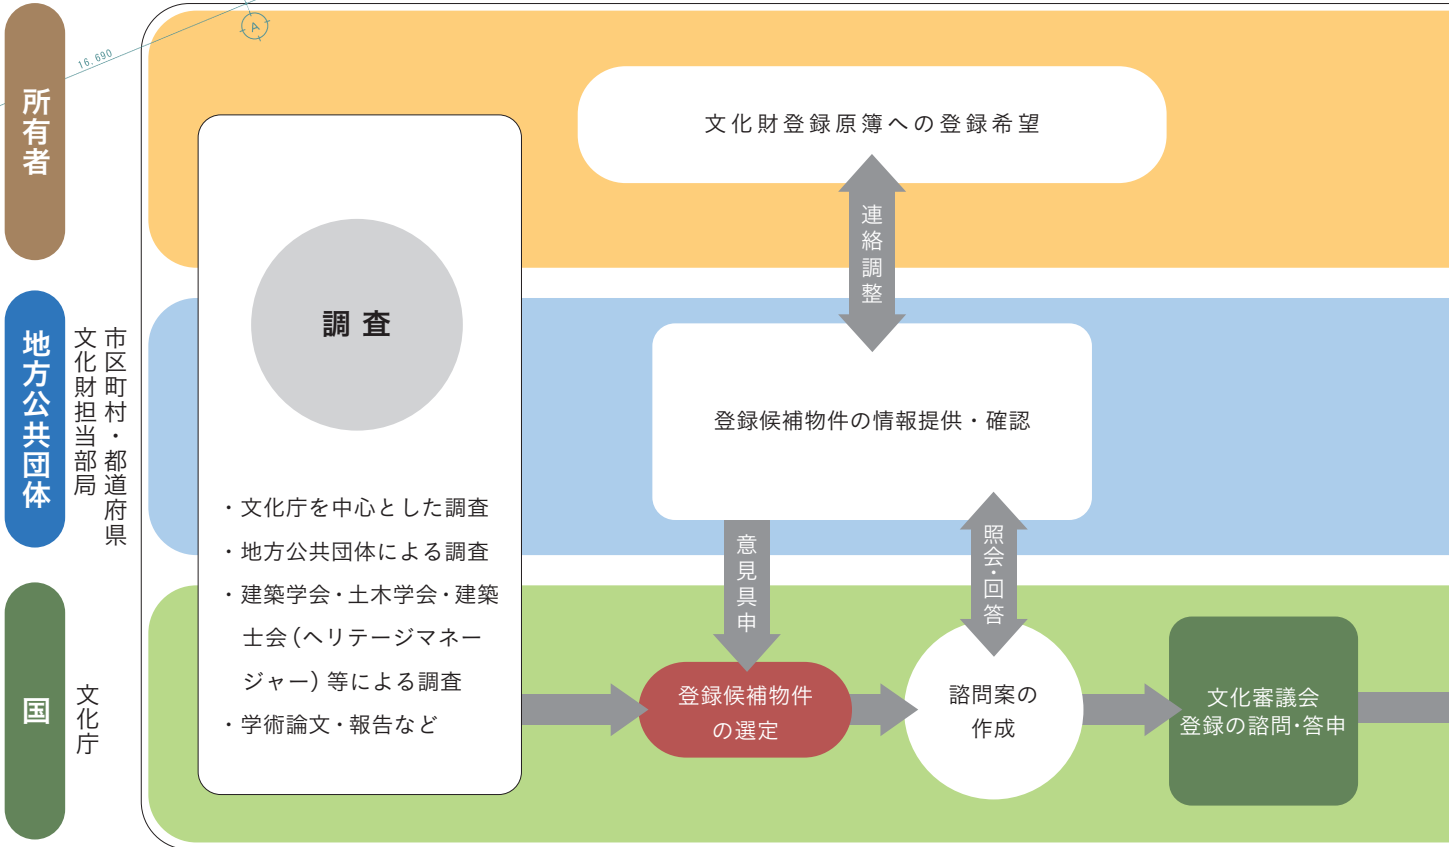 16,690
A
所有者
文化財登録原簿への登録希望
連絡調整
調査
・文化庁を中心とした調査
・地方公共団体による調査
・建築学会・土木学会・建築
士会(ヘリテージマネー
ジャー)等による調査
・学術論文・報告など
地方公共団体
市区町村・都道府県
文化財担当部局
登録候補物件の情報提供・確認
意見具申
照会・回答
国
文化庁
登録候補物件
の選定
諮問案の
作成
文化審議会
登録の諮問・答申